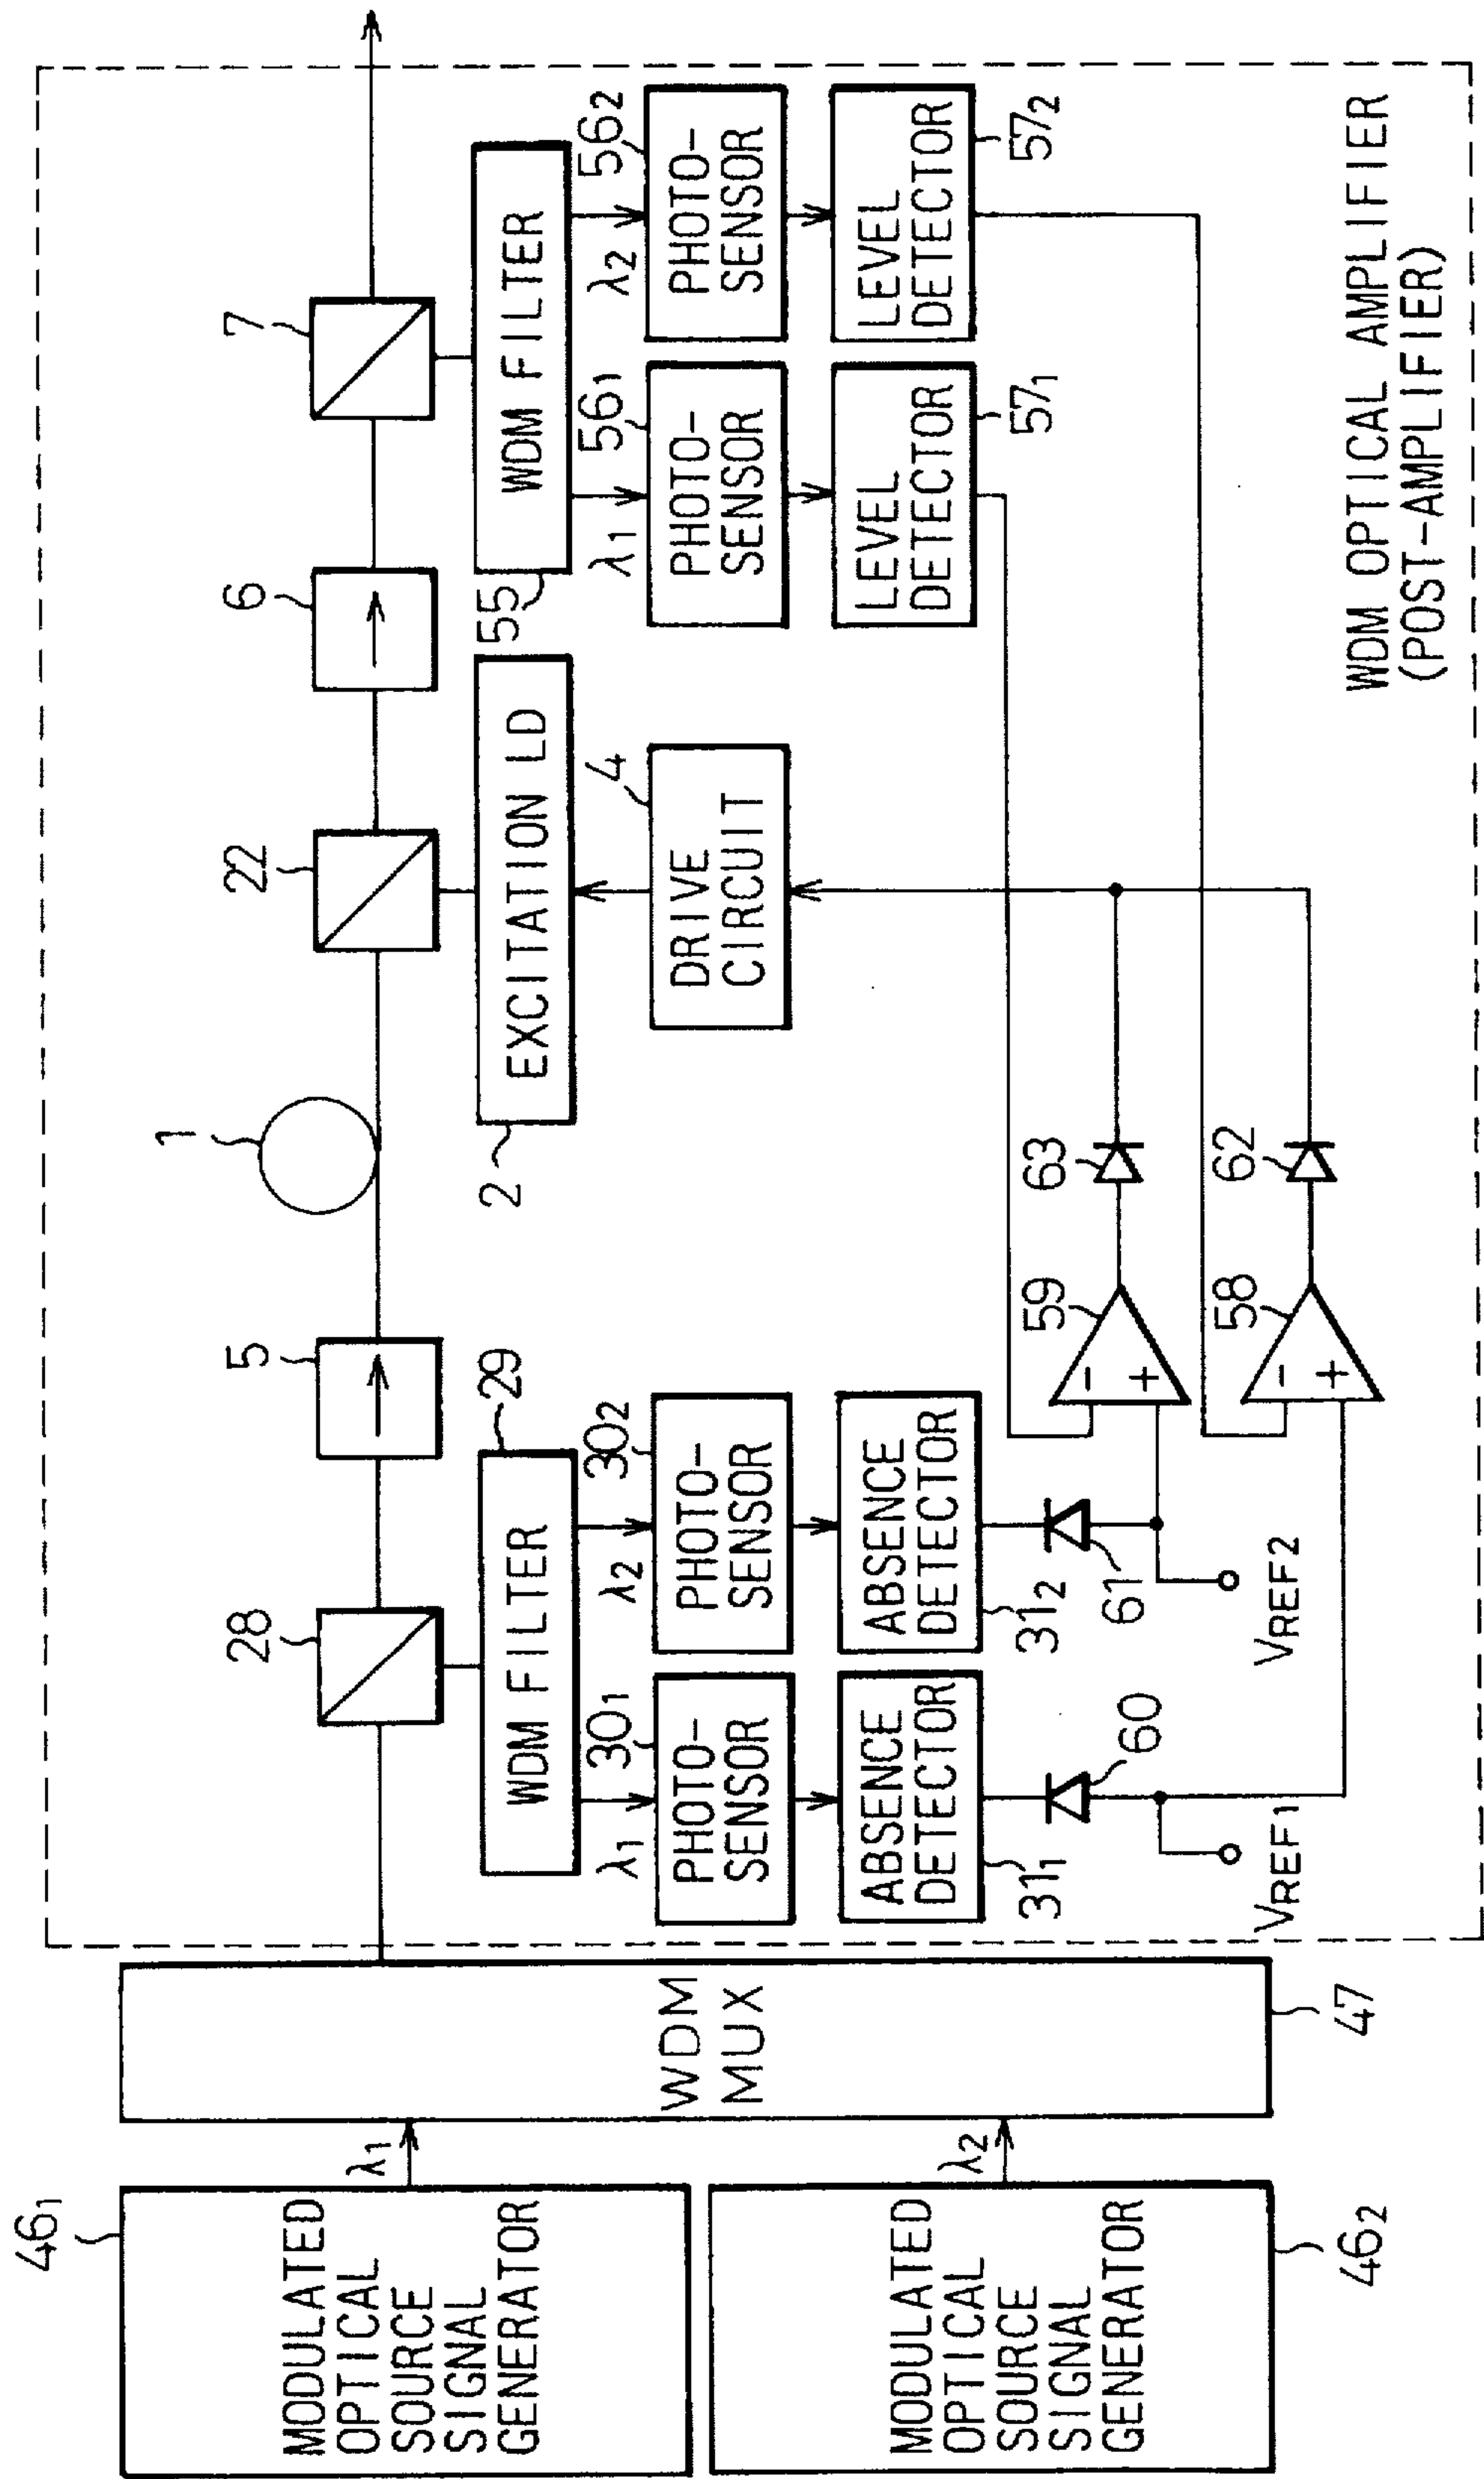 46₁
MODULATED
OPTICAL
SOURCE
SIGNAL
GENERATOR
λ₁
MODULATED
OPTICAL
SOURCE
SIGNAL
GENERATOR
46₂
λ₂
WDM
MUX
47
28
5
1
22
6
7
29
WDM FILTER
λ₁
30₁
λ₂
30₂
PHOTO-
SENSOR
PHOTO-
SENSOR
ABSENCE
DETECTOR
ABSENCE
DETECTOR
31₁
31₂
60
61
VREF1
VREF2
2
EXCITATION LD
4
DRIVE
CIRCUIT
55
WDM FILTER
λ₁
56₁
λ₂
56₂
PHOTO-
SENSOR
PHOTO-
SENSOR
LEVEL
DETECTOR
LEVEL
DETECTOR
57₁
57₂
59
-
+
63
58
-
+
62
WDM OPTICAL AMPLIFIER
(POST-AMPLIFIER)